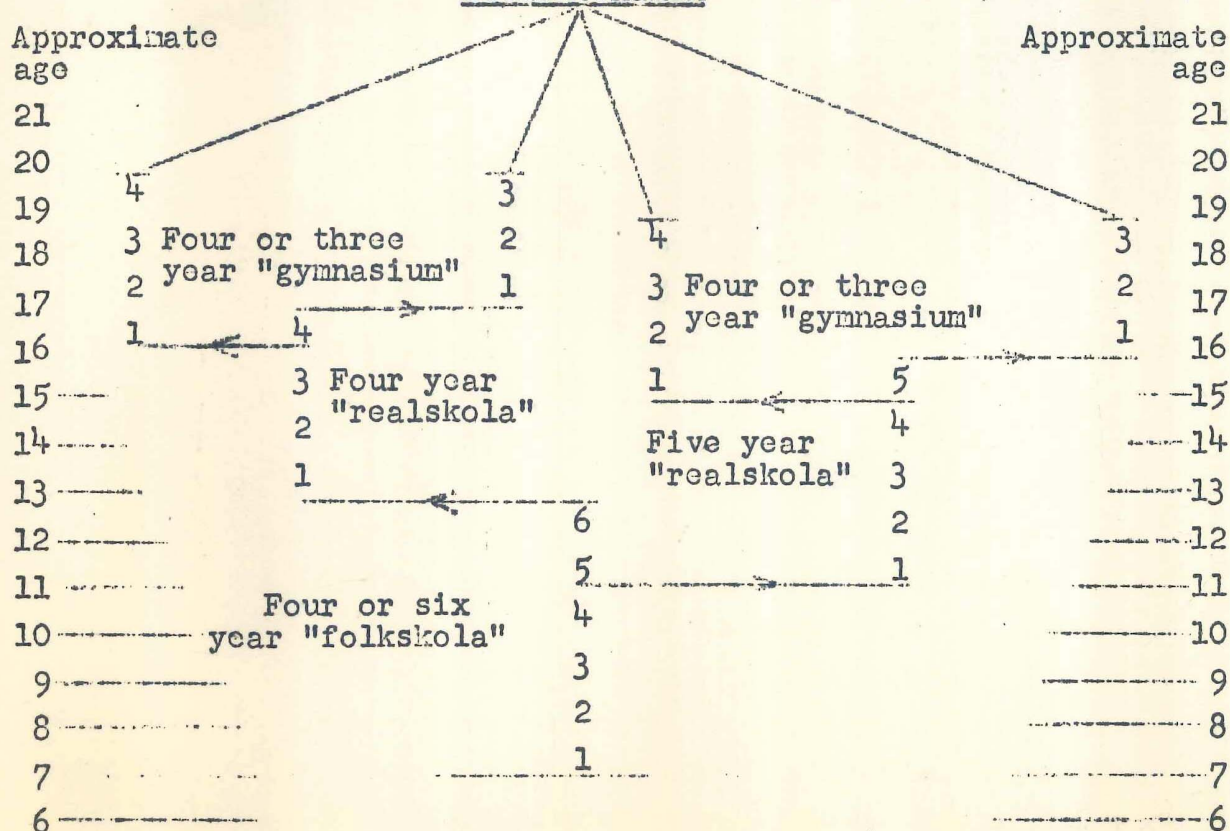 Approximate Approximate
age age
21 21
20 20
4 3
19 19
4 3
3 Four or three 2
18 18
year "gymnasium"
2 1 3 Four or three 2
17 17
year "gymnasium"
1 4 2 1
16 16
3 Four year 1 5
15 15
"realskola"
2 4
14 Five year 14
1 "realskola" 3
13 13
6 2
12 12
5 1
11 11
Four or six 4
10 year "folkskola" 10
3
9 9
2
8 8
1
7 7
6 6